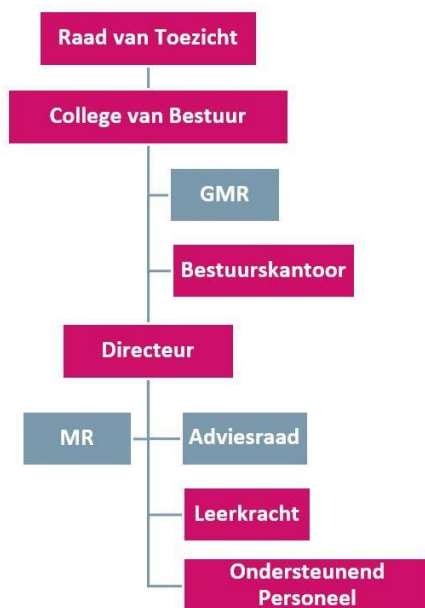 Raad van Toezicht
College van Bestuur
GMR
Bestuurskantoor
Directeur
MR
Adviesraad
Leerkracht
Ondersteunend
Personeel